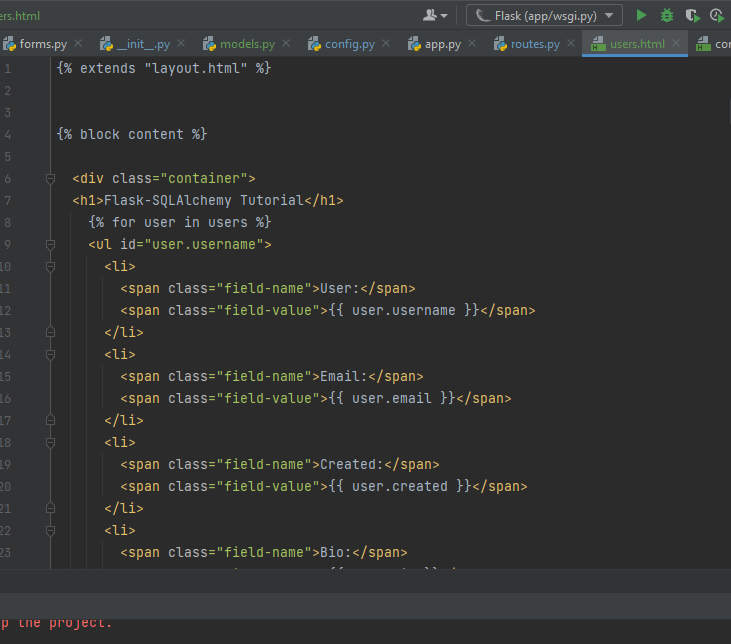 ers.html
Flask (app/wsgi.py)
forms.py __init__.py models.py config.py app.py routes.py users.html cor
1 {% extends "layout.html" %}
2
3
4 {% block content %}
5
6 <div class="container">
7 <h1>Flask-SQLAlchemy Tutorial</h1>
8 {% for user in users %}
9 <ul id="user.username">
10 <li>
11 <span class="field-name">User:</span>
12 <span class="field-value">{{ user.username }}</span>
13 </li>
14 <li>
15 <span class="field-name">Email:</span>
16 <span class="field-value">{{ user.email }}</span>
17 </li>
18 <li>
19 <span class="field-name">Created:</span>
20 <span class="field-value">{{ user.created }}</span>
21 </li>
22 <li>
23 <span class="field-name">Bio:</span>
p the project.